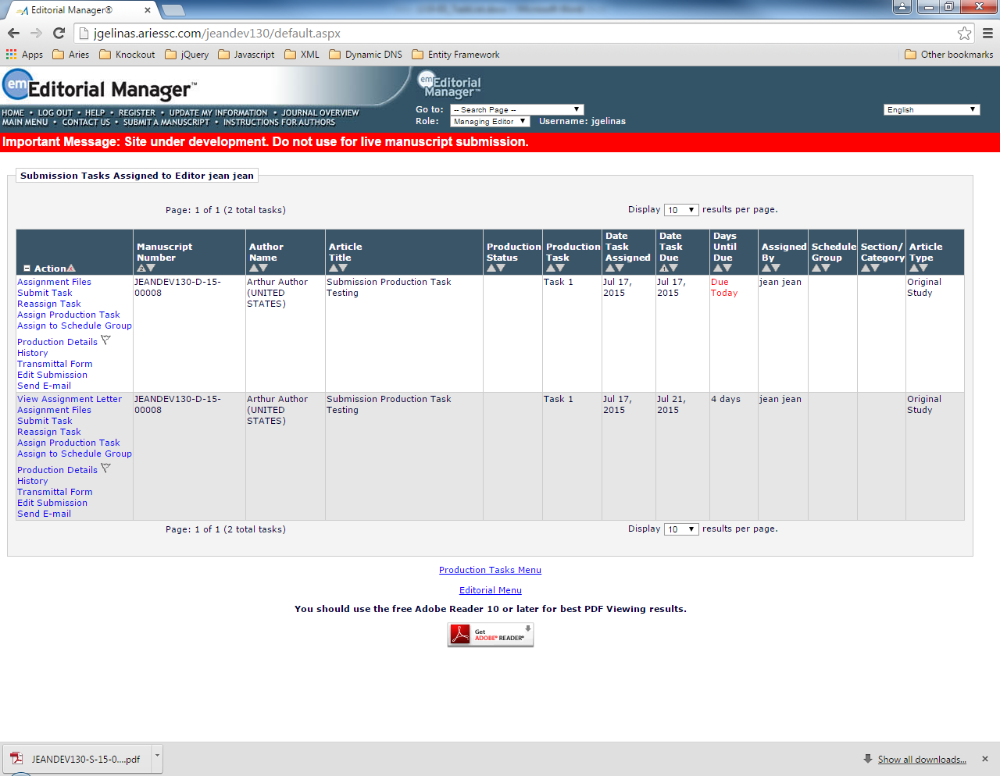 Editorial Manager®
jgelinas.ariessc.com/jeandev130/default.aspx
Apps Aries Knockout jQuery Javascript XML Dynamic DNS Entity Framework Other bookmarks
em Editorial Manager™
em Editorial Manager™
HOME • LOG OUT • HELP • REGISTER • UPDATE MY INFORMATION • JOURNAL OVERVIEW
MAIN MENU • CONTACT US • SUBMIT A MANUSCRIPT • INSTRUCTIONS FOR AUTHORS
Go to: -- Search Page -- English
Role: Managing Editor Username: jgelinas
Important Message: Site under development. Do not use for live manuscript submission.
Submission Tasks Assigned to Editor jean jean
Page: 1 of 1 (2 total tasks) Display 10 results per page.
Action
Manuscript Number
Author Name
Article Title
Production Status
Production Task
Date Task Assigned
Date Task Due
Days Until Due
Assigned By
Schedule Group
Section/ Category
Article Type
Assignment Files
Submit Task
Reassign Task
Assign Production Task
Assign to Schedule Group
Production Details
History
Transmittal Form
Edit Submission
Send E-mail
JEANDEV130-D-15-
00008
Arthur Author
(UNITED
STATES)
Submission Production Task
Testing
Task 1
Jul 17,
2015
Jul 17,
2015
Due
Today
jean jean
Original
Study
View Assignment Letter
Assignment Files
Submit Task
Reassign Task
Assign Production Task
Assign to Schedule Group
Production Details
History
Transmittal Form
Edit Submission
Send E-mail
JEANDEV130-D-15-
00008
Arthur Author
(UNITED
STATES)
Submission Production Task
Testing
Task 1
Jul 17,
2015
Jul 21,
2015
4 days
jean jean
Original
Study
Page: 1 of 1 (2 total tasks) Display 10 results per page.
Production Tasks Menu
Editorial Menu
You should use the free Adobe Reader 10 or later for best PDF Viewing results.
Get
ADOBE® READER®
JEANDEV130-S-15-0....pdf
Show all downloads...